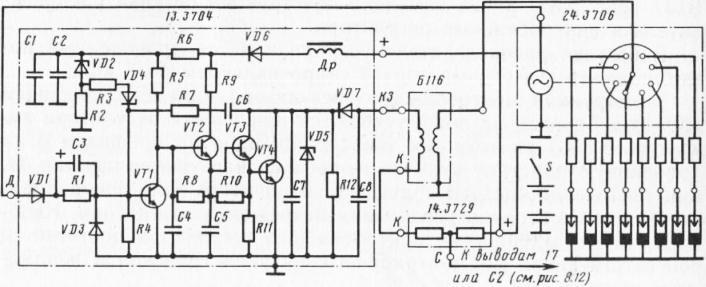 13.3704
24.3706
C1 C2 VD2 R6 VD6 Др +
VD4 R5 R9 Б116
R3 R7 C6 VD7 КЗ
R2 VT2 VT3 VT4 VD5
C3
+
Д VD1 R1 VT1 R8 R10 C7 R12 C8 К S
14.3729
VD3 R4 C4 C5 R11 К +
С К выводам 17
или С2 (см. рис. 8.12)